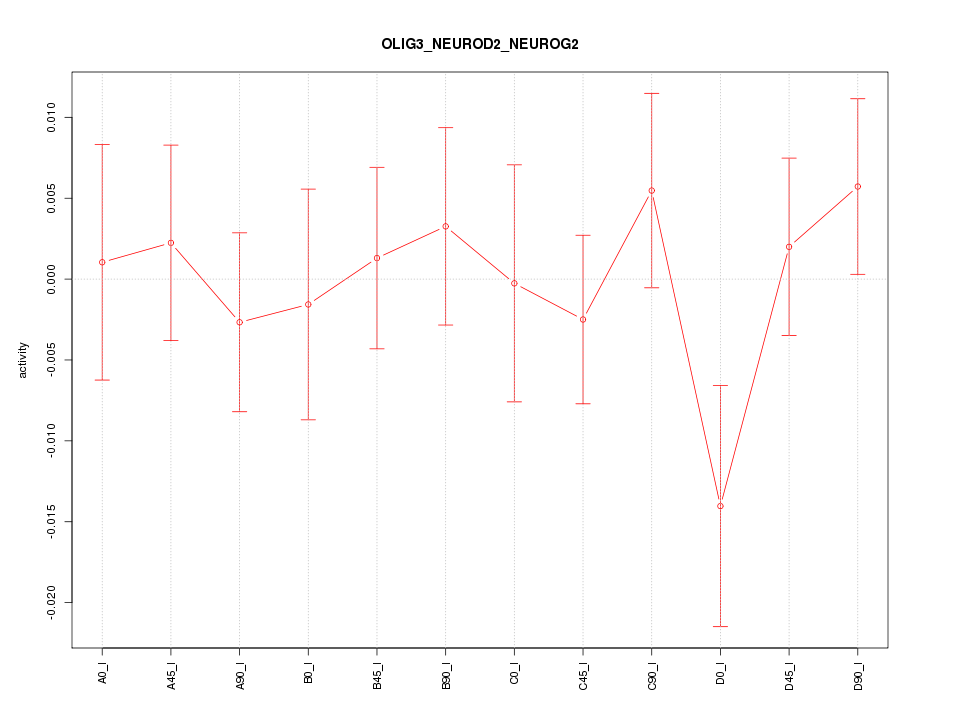 OLIG3_NEUROD2_NEUROG2
activity
0.010
0.005
0.000
-0.005
-0.010
-0.015
-0.020
A0_I
A45_I
A90_I
B0_I
B45_I
B90_I
C0_I
C45_I
C90_I
D0_I
D45_I
D90_I